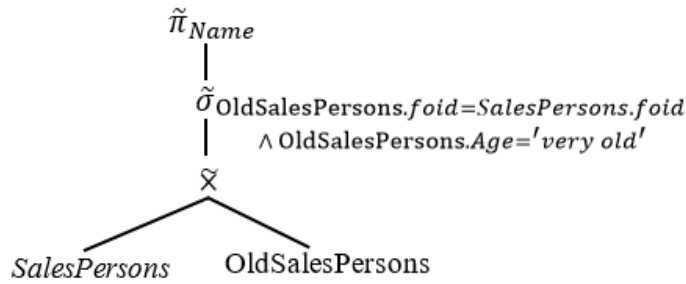 π̃Name
σ̃OldSalesPersons.foid=SalesPersons.foid
∧ OldSalesPersons.Age='very old'
×̃
SalesPersons OldSalesPersons